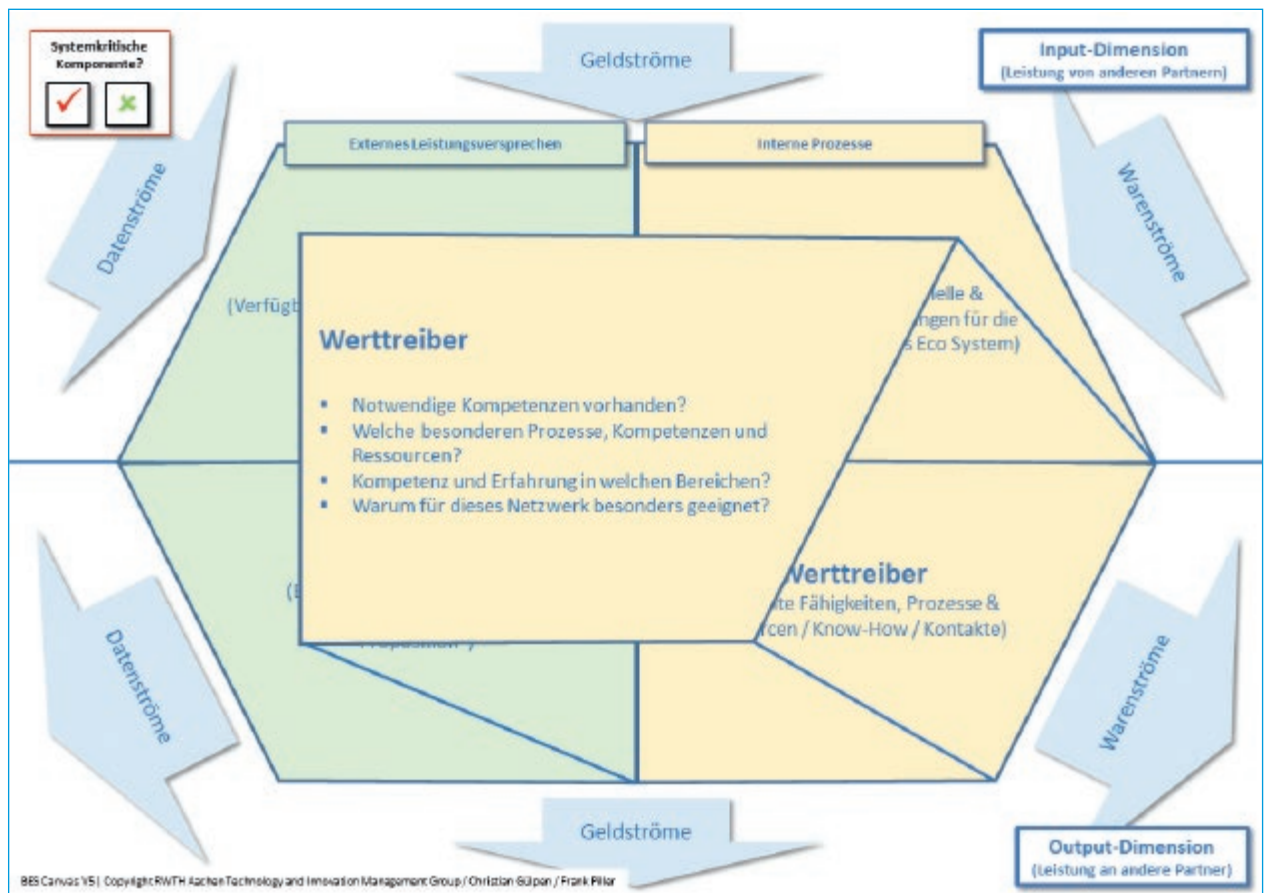 Systemkritische
Komponente?
Geldströme
Input-Dimension
(Leistung von anderen Partnern)
Externes Leistungsversprechen
Interne Prozesse
Datenströme
Warenströme
(Verfügb
elle &
ngen für die
s Eco System)
Werttreiber
▪ Notwendige Kompetenzen vorhanden?
▪ Welche besonderen Prozesse, Kompetenzen und
Ressourcen?
▪ Kompetenz und Erfahrung in welchen Bereichen?
▪ Warum für dieses Netzwerk besonders geeignet?
Werttreiber
te Fähigkeiten, Prozesse &
rcen / Know-How / Kontakte)
Datenströme
Warenströme
Geldströme
Output-Dimension
(Leistung an andere Partner)
BES Canvas V5 | Copyright RWTH Aachen Technology and Innovation Management Group / Christian Gülpen / Frank Piller